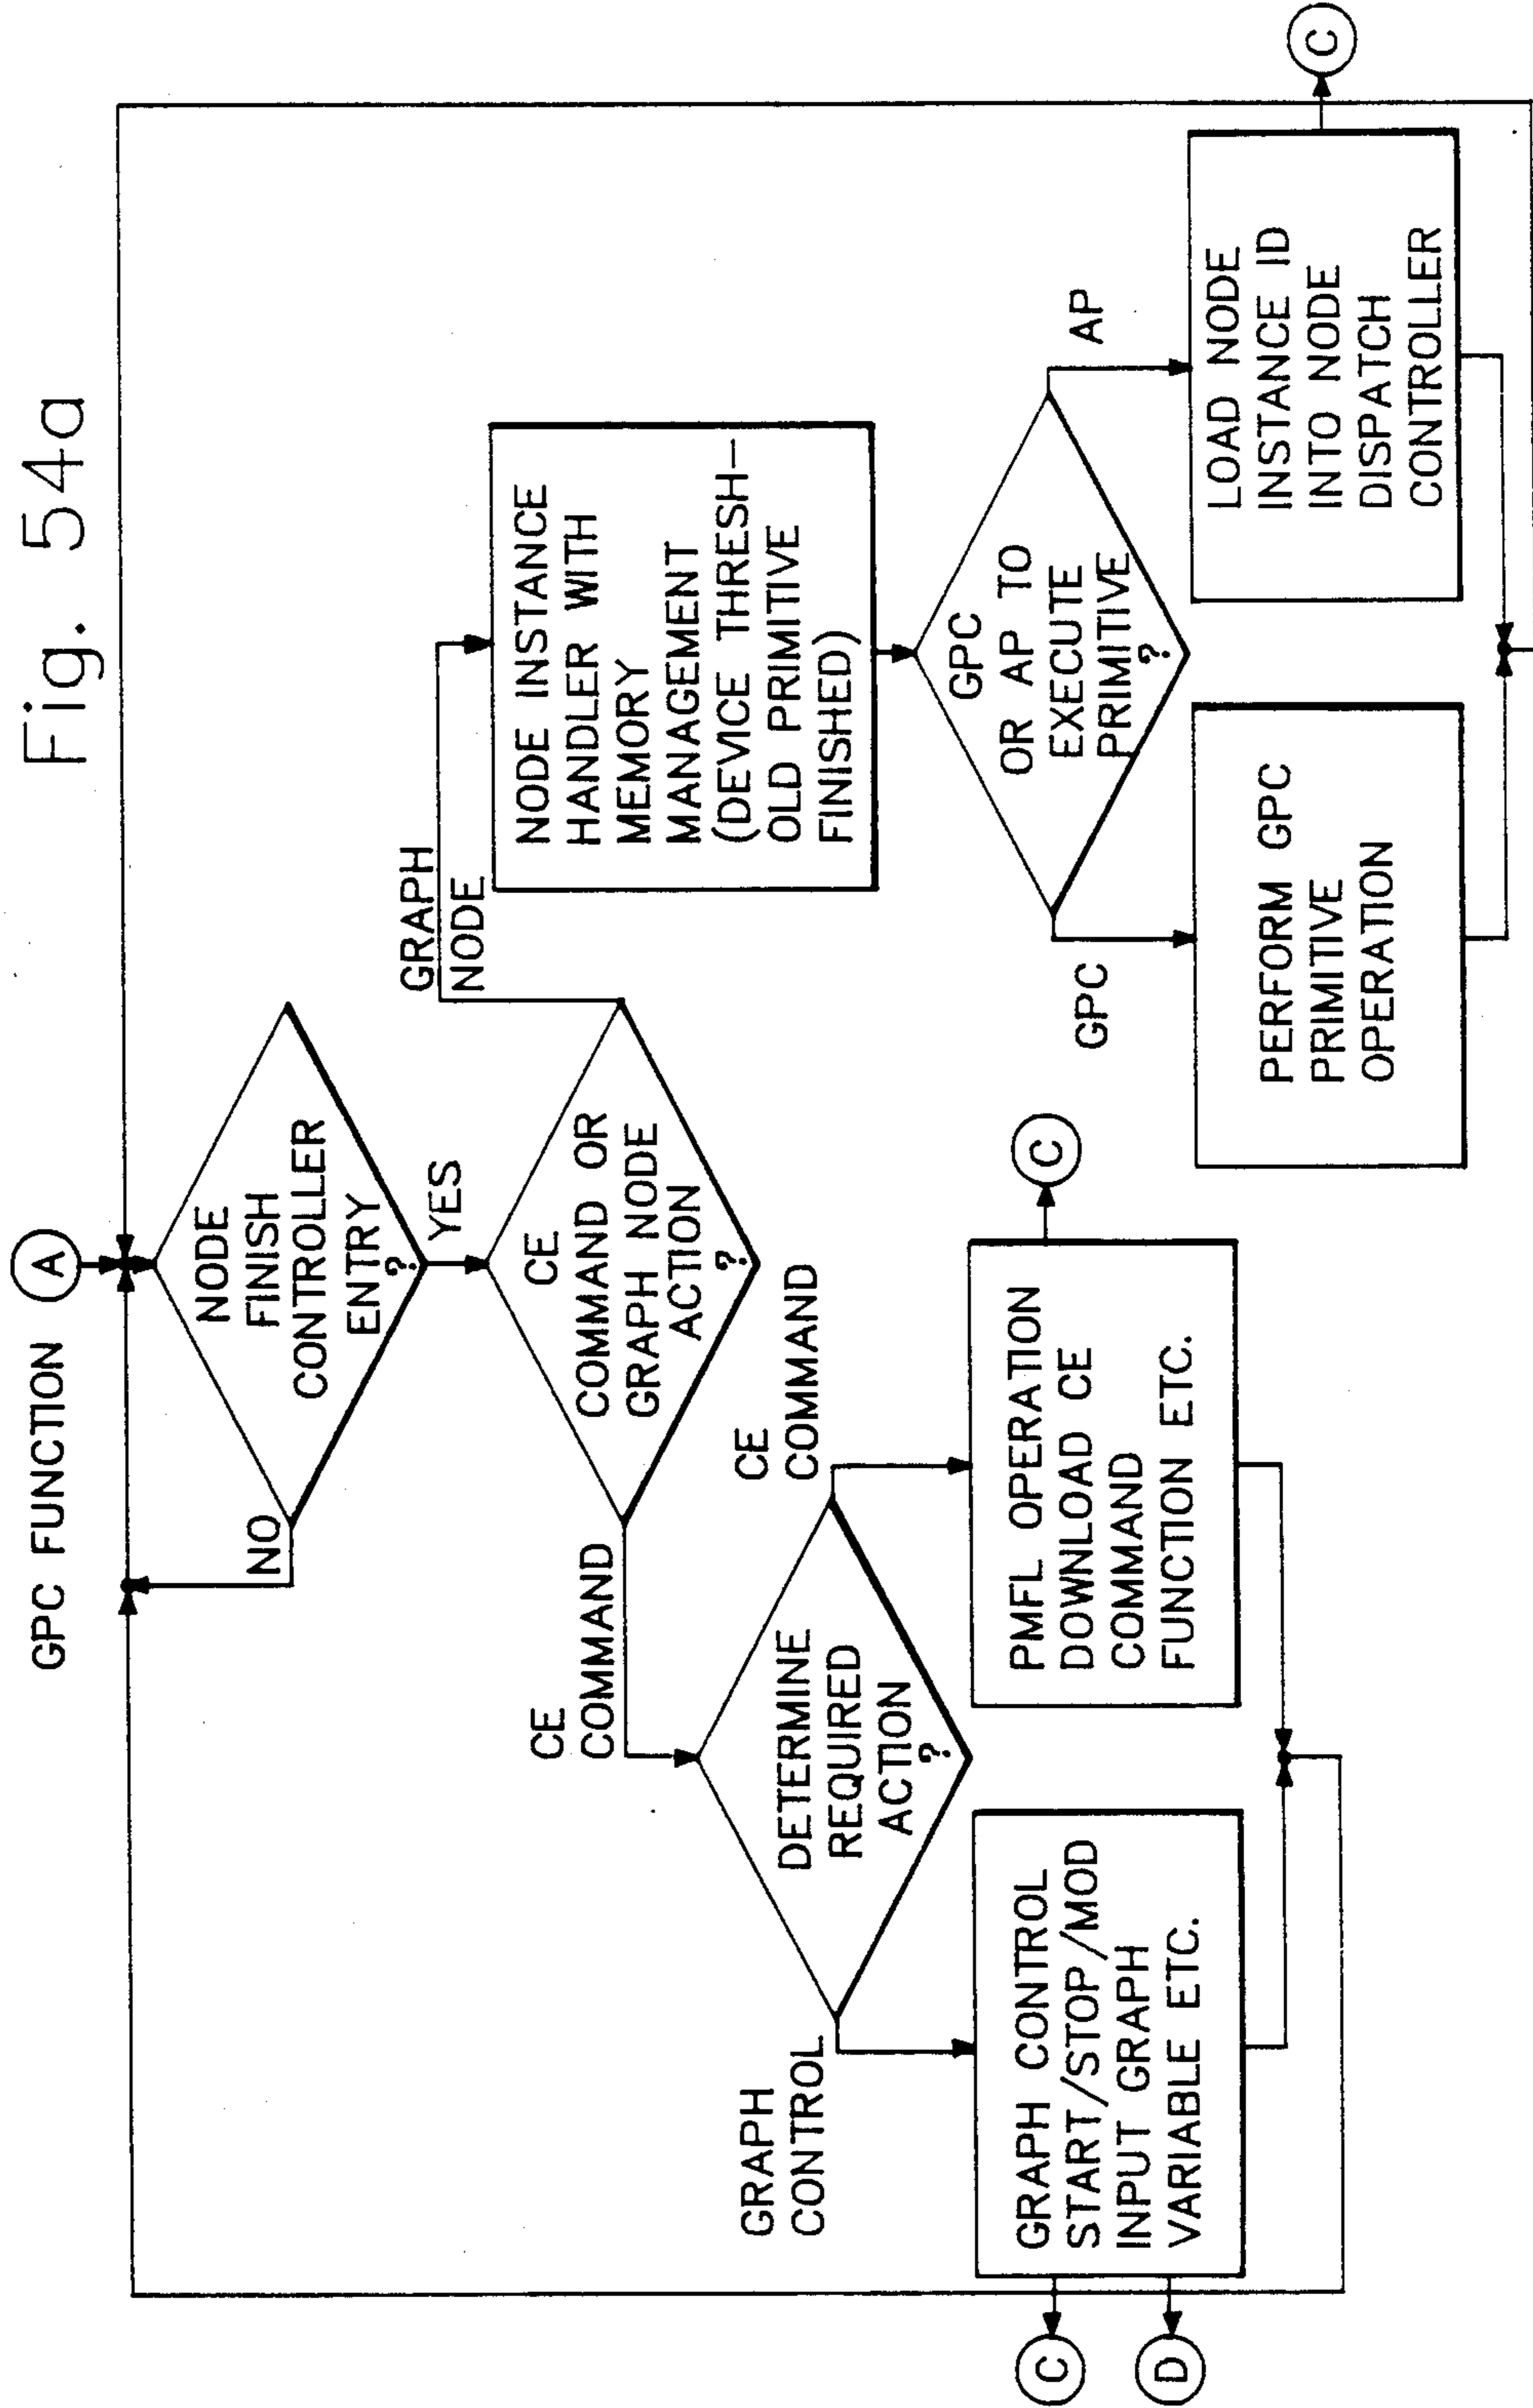 Fig. 54a
GPC FUNCTION
A
NODE
FINISH
CONTROLLER
ENTRY
?
NO
YES
CE
COMMAND OR
GRAPH NODE
ACTION
?
CE
COMMAND
GRAPH
NODE
DETERMINE
REQUIRED
ACTION
?
GRAPH
CONTROL
CE
COMMAND
GRAPH CONTROL
START/STOP/MOD
INPUT GRAPH
VARIABLE ETC.
C
D
PMFL OPERATION
DOWNLOAD CE
COMMAND
FUNCTION ETC.
C
NODE INSTANCE
HANDLER WITH
MEMORY
MANAGEMENT
(DEVICE THRESH-
OLD PRIMITIVE
FINISHED)
GPC
OR AP TO
EXECUTE
PRIMITIVE
?
GPC
AP
PERFORM GPC
PRIMITIVE
OPERATION
LOAD NODE
INSTANCE ID
INTO NODE
DISPATCH
CONTROLLER
C